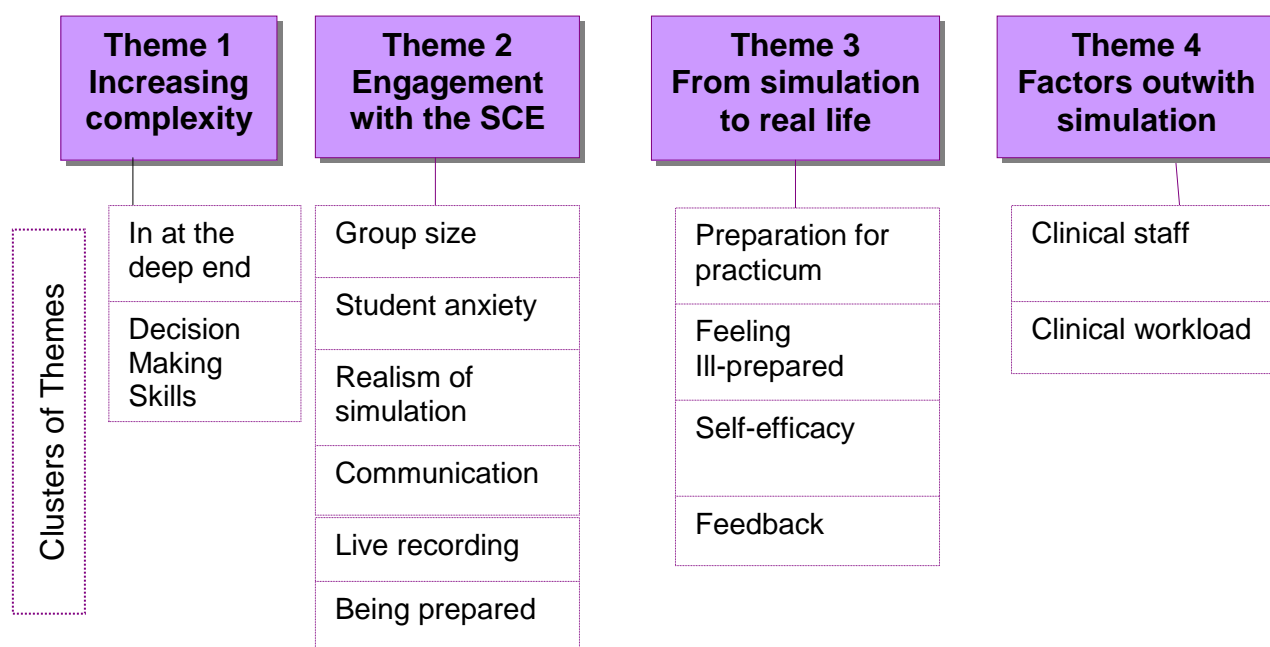 Theme 1
Increasing
complexity
Theme 2
Engagement
with the SCE
Theme 3
From simulation
to real life
Theme 4
Factors outwith
simulation
Clusters of Themes
In at the
deep end
Decision
Making
Skills
Group size
Student anxiety
Realism of
simulation
Communication
Live recording
Being prepared
Preparation for
practicum
Feeling
Ill-prepared
Self-efficacy
Feedback
Clinical staff
Clinical workload